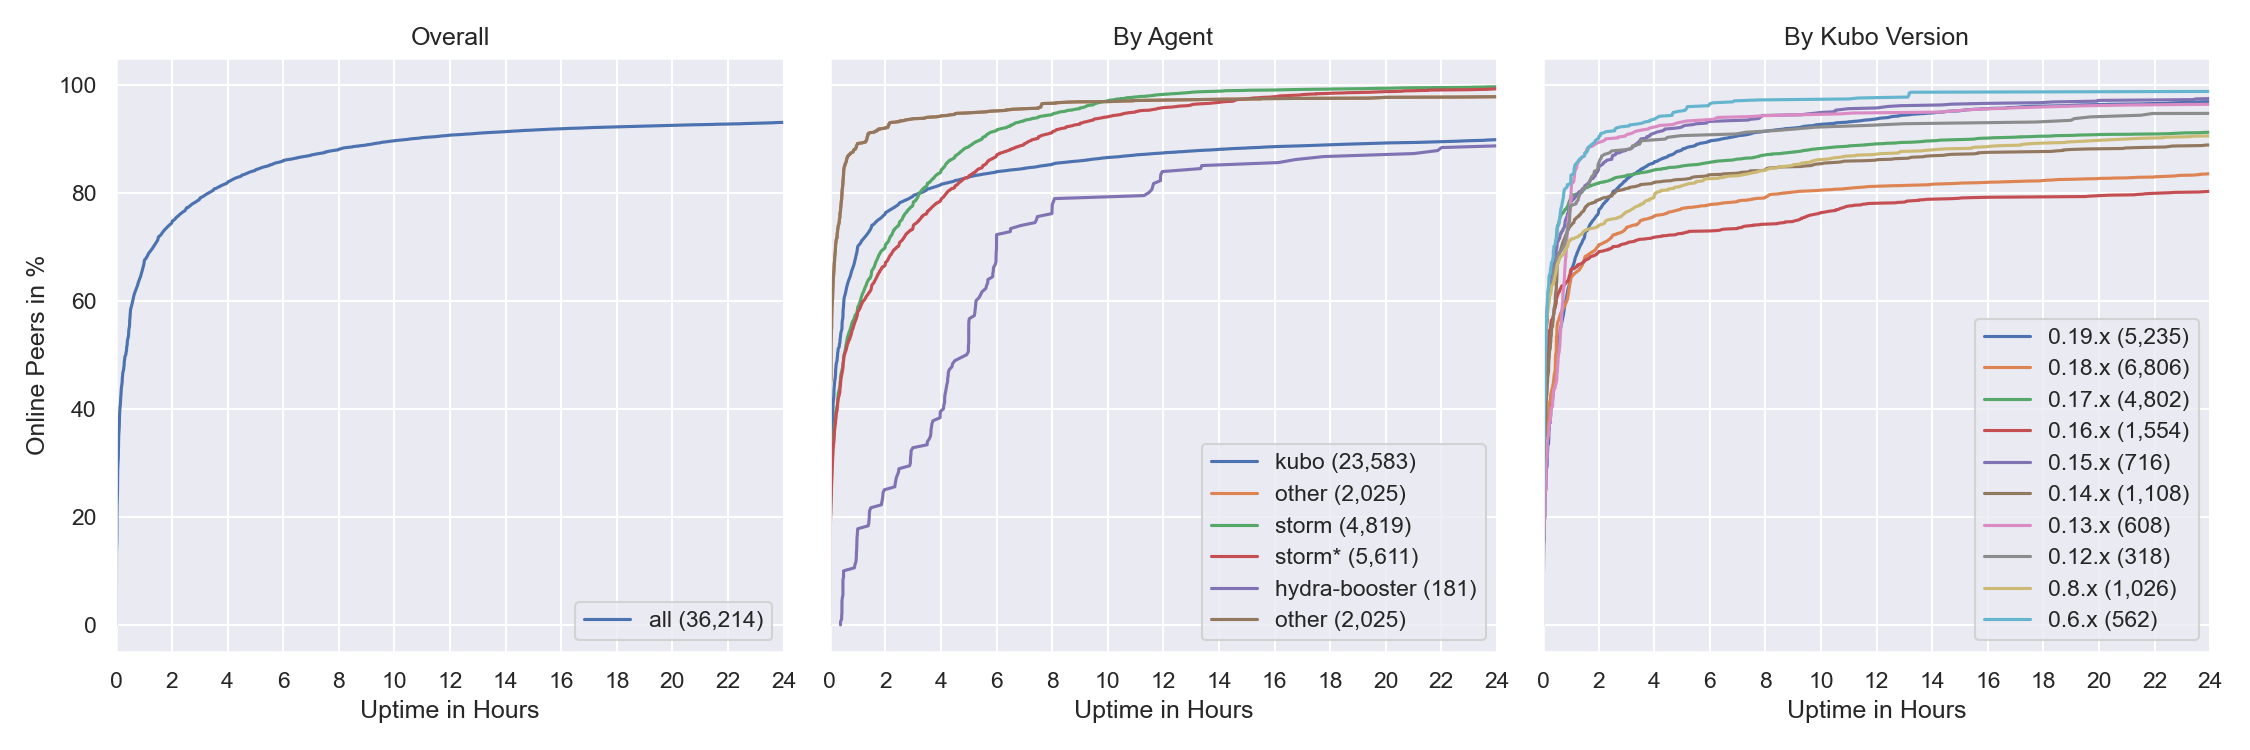 Overall
By Agent
By Kubo Version
Online Peers in %
100
80
60
40
20
0
all (36,214)
0 2 4 6 8 10 12 14 16 18 20 22 24
Uptime in Hours
kubo (23,583)
other (2,025)
storm (4,819)
storm* (5,611)
hydra-booster (181)
other (2,025)
0 2 4 6 8 10 12 14 16 18 20 22 24
Uptime in Hours
0.19.x (5,235)
0.18.x (6,806)
0.17.x (4,802)
0.16.x (1,554)
0.15.x (716)
0.14.x (1,108)
0.13.x (608)
0.12.x (318)
0.8.x (1,026)
0.6.x (562)
0 2 4 6 8 10 12 14 16 18 20 22 24
Uptime in Hours